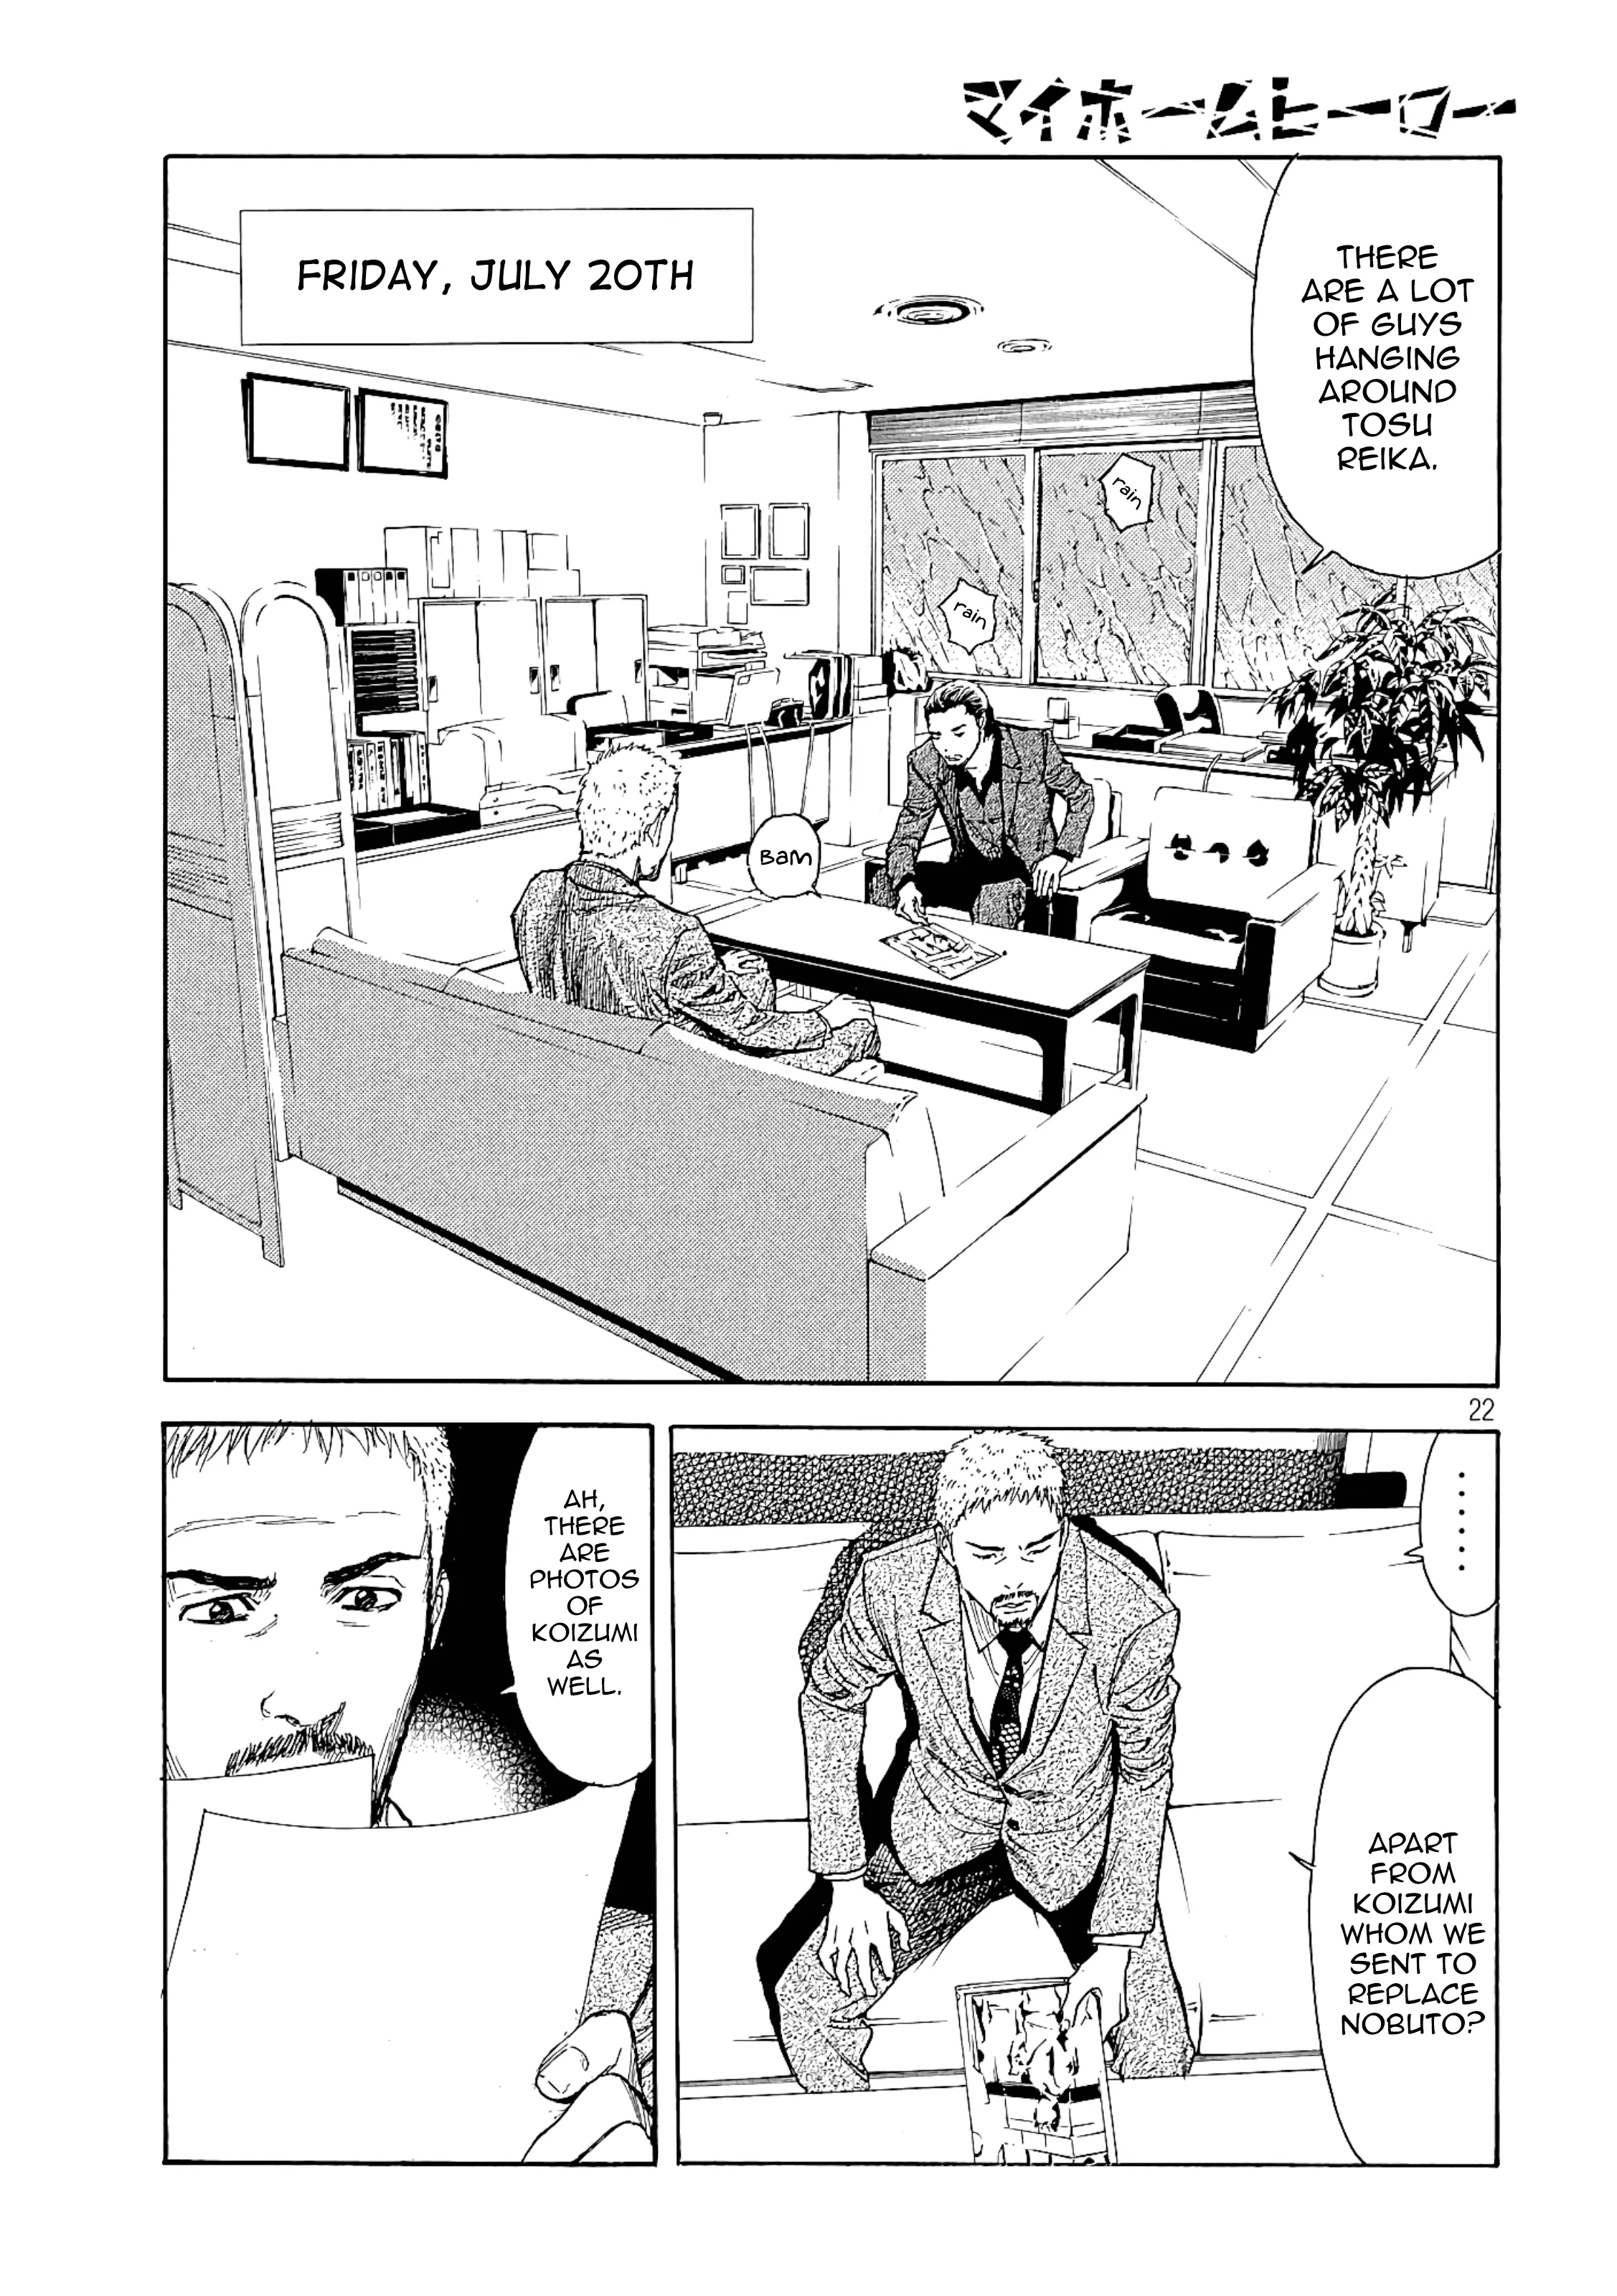 マイホームヒーロー
FRIDAY, JULY 20TH
THERE
ARE A LOT
OF GUYS
HANGING
AROUND
TOSU
REIKA.
rain
rain
BAM
22
......
APART
FROM
KOIZUMI
WHOM WE
SENT TO
REPLACE
NOBUTO?
AH,
THERE
ARE
PHOTOS
OF
KOIZUMI
AS
WELL.